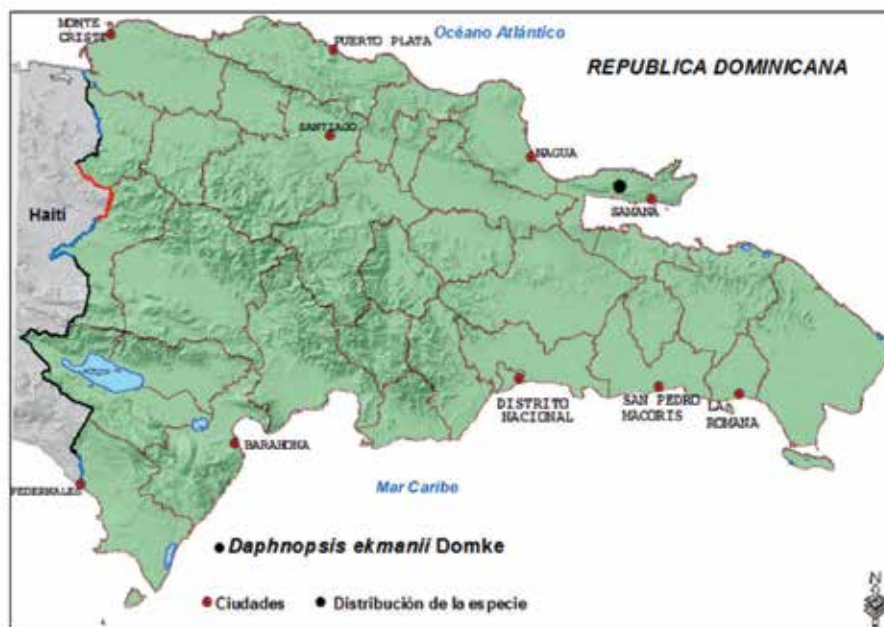 MONTE
CRISTI
PUERTO PLATA
Océano Atlántico
REPUBLICA DOMINICANA
SANTIAGO
NAGUA
SAMANA
Haití
DISTRITO
NACIONAL
SAN PEDRO
MACORIS
LA
ROMANA
BARAHONA
PEDERNALES
Mar Caribe
Daphnopsis ekmanii Domke
Ciudades
Distribución de la especie
N